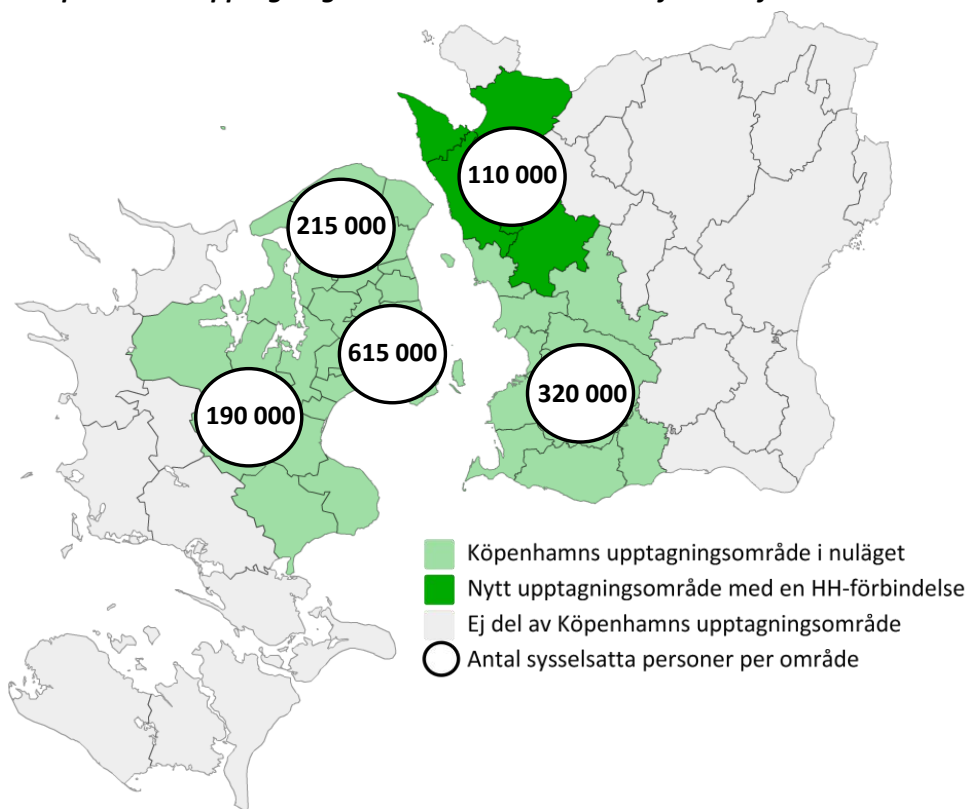 110 000
215 000
615 000
320 000
190 000
Köpenhamns upptagningsområde i nuläget
Nytt upptagningsområde med en HH-förbindelse
Ej del av Köpenhamns upptagningsområde
Antal sysselsatta personer per område